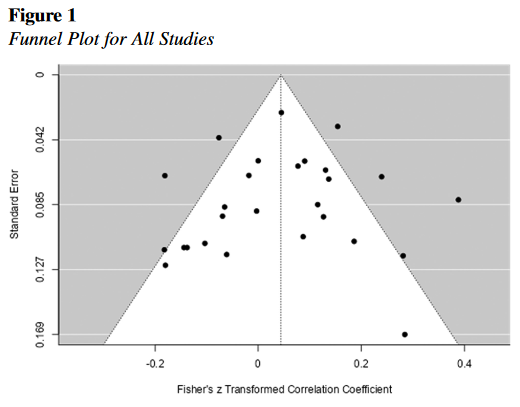 Figure 1
Funnel Plot for All Studies
0
0.042
0.085
0.127
0.169
Standard Error
-0.2
0
0.2
0.4
Fisher's z Transformed Correlation Coefficient